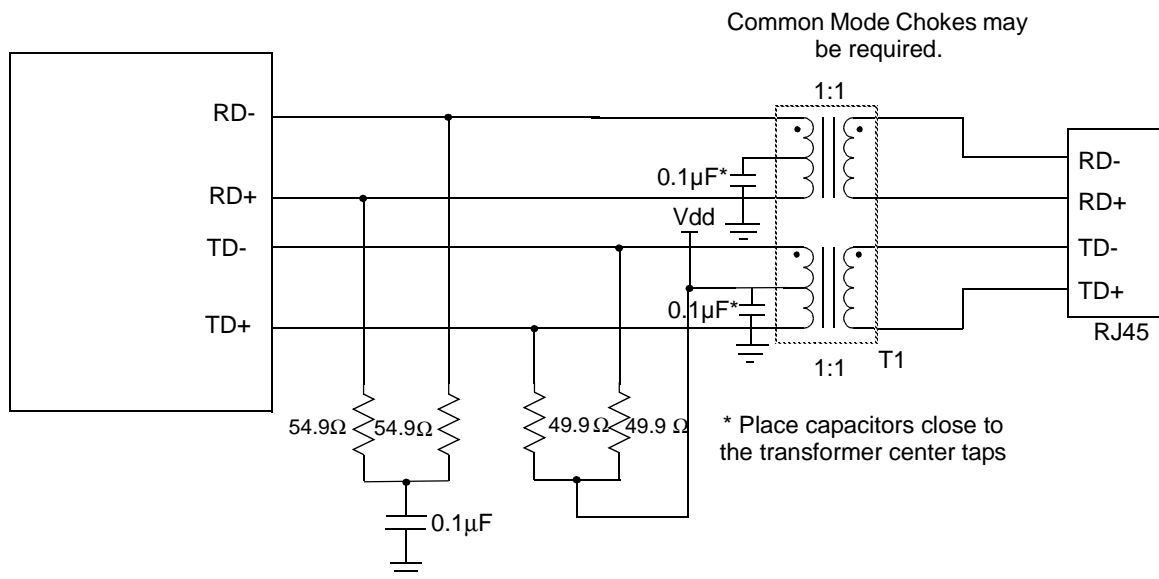 Common Mode Chokes may
be required.
1:1
RD-
RD+
TD-
TD+
0.1µF*
Vdd
0.1µF*
RD-
RD+
TD-
TD+
RJ45
1:1
T1
54.9Ω
54.9Ω
49.9 Ω
49.9 Ω
* Place capacitors close to
the transformer center taps
0.1µF